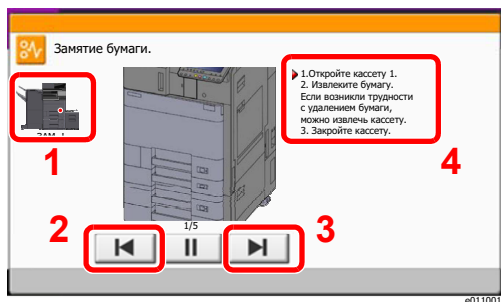 Замятие бумаги.
1.Откройте кассету 1.
2. Извлеките бумагу.
Если возникли трудности
с удалением бумаги,
можно извлечь кассету.
3. Закройте кассету.
1
4
1/5
2
3
e011001